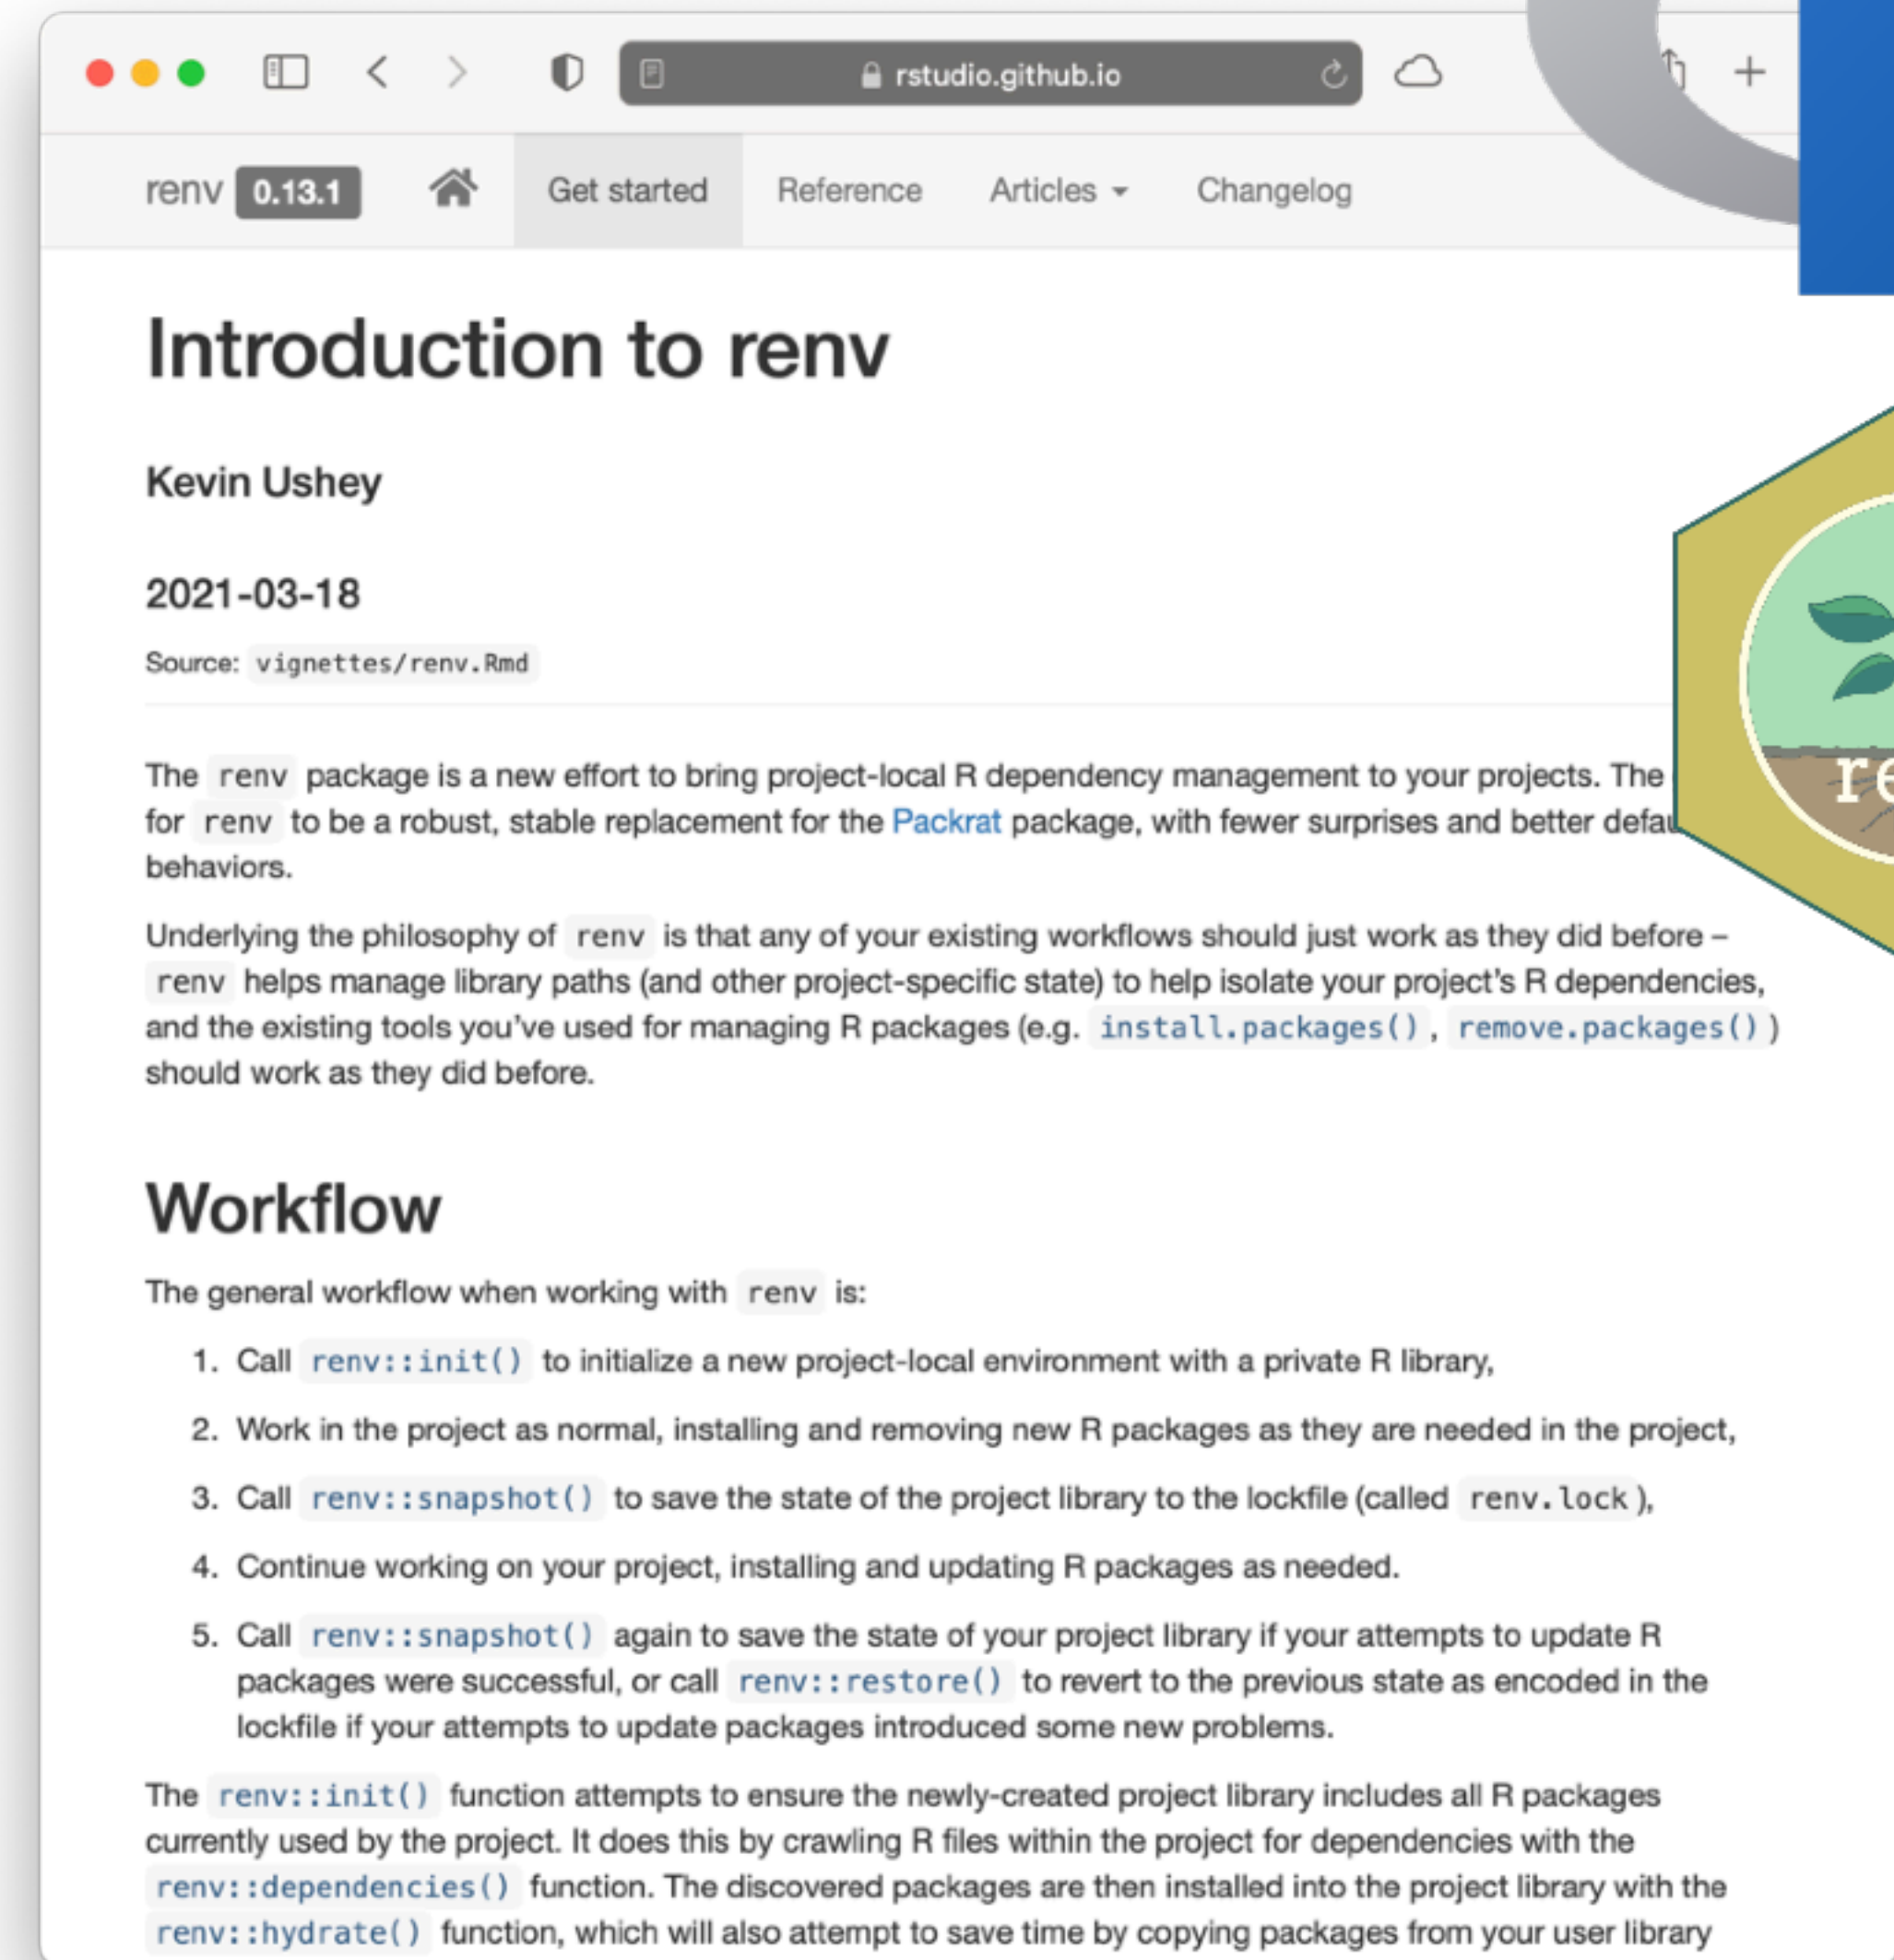 rstudio.github.io
renv 0.13.1 Get started Reference Articles Changelog
Introduction to renv
Kevin Ushey
2021-03-18
Source: vignettes/renv.Rmd
The renv package is a new effort to bring project-local R dependency management to your projects. The
for renv to be a robust, stable replacement for the Packrat package, with fewer surprises and better
behaviors.
Underlying the philosophy of renv is that any of your existing workflows should just work as they did before –
renv helps manage library paths (and other project-specific state) to help isolate your project's R dependencies,
and the existing tools you've used for managing R packages (e.g. install.packages(), remove.packages())
should work as they did before.
Workflow
The general workflow when working with renv is:
1. Call renv::init() to initialize a new project-local environment with a private R library,
2. Work in the project as normal, installing and removing new R packages as they are needed in the project,
3. Call renv::snapshot() to save the state of the project library to the lockfile (called renv.lock),
4. Continue working on your project, installing and updating R packages as needed.
5. Call renv::snapshot() again to save the state of your project library if your attempts to update R
packages were successful, or call renv::restore() to revert to the previous state as encoded in the
lockfile if your attempts to update packages introduced some new problems.
The renv::init() function attempts to ensure the newly-created project library includes all R packages
currently used by the project. It does this by crawling R files within the project for dependencies with the
renv::dependencies() function. The discovered packages are then installed into the project library with the
renv::hydrate() function, which will also attempt to save time by copying packages from your user library